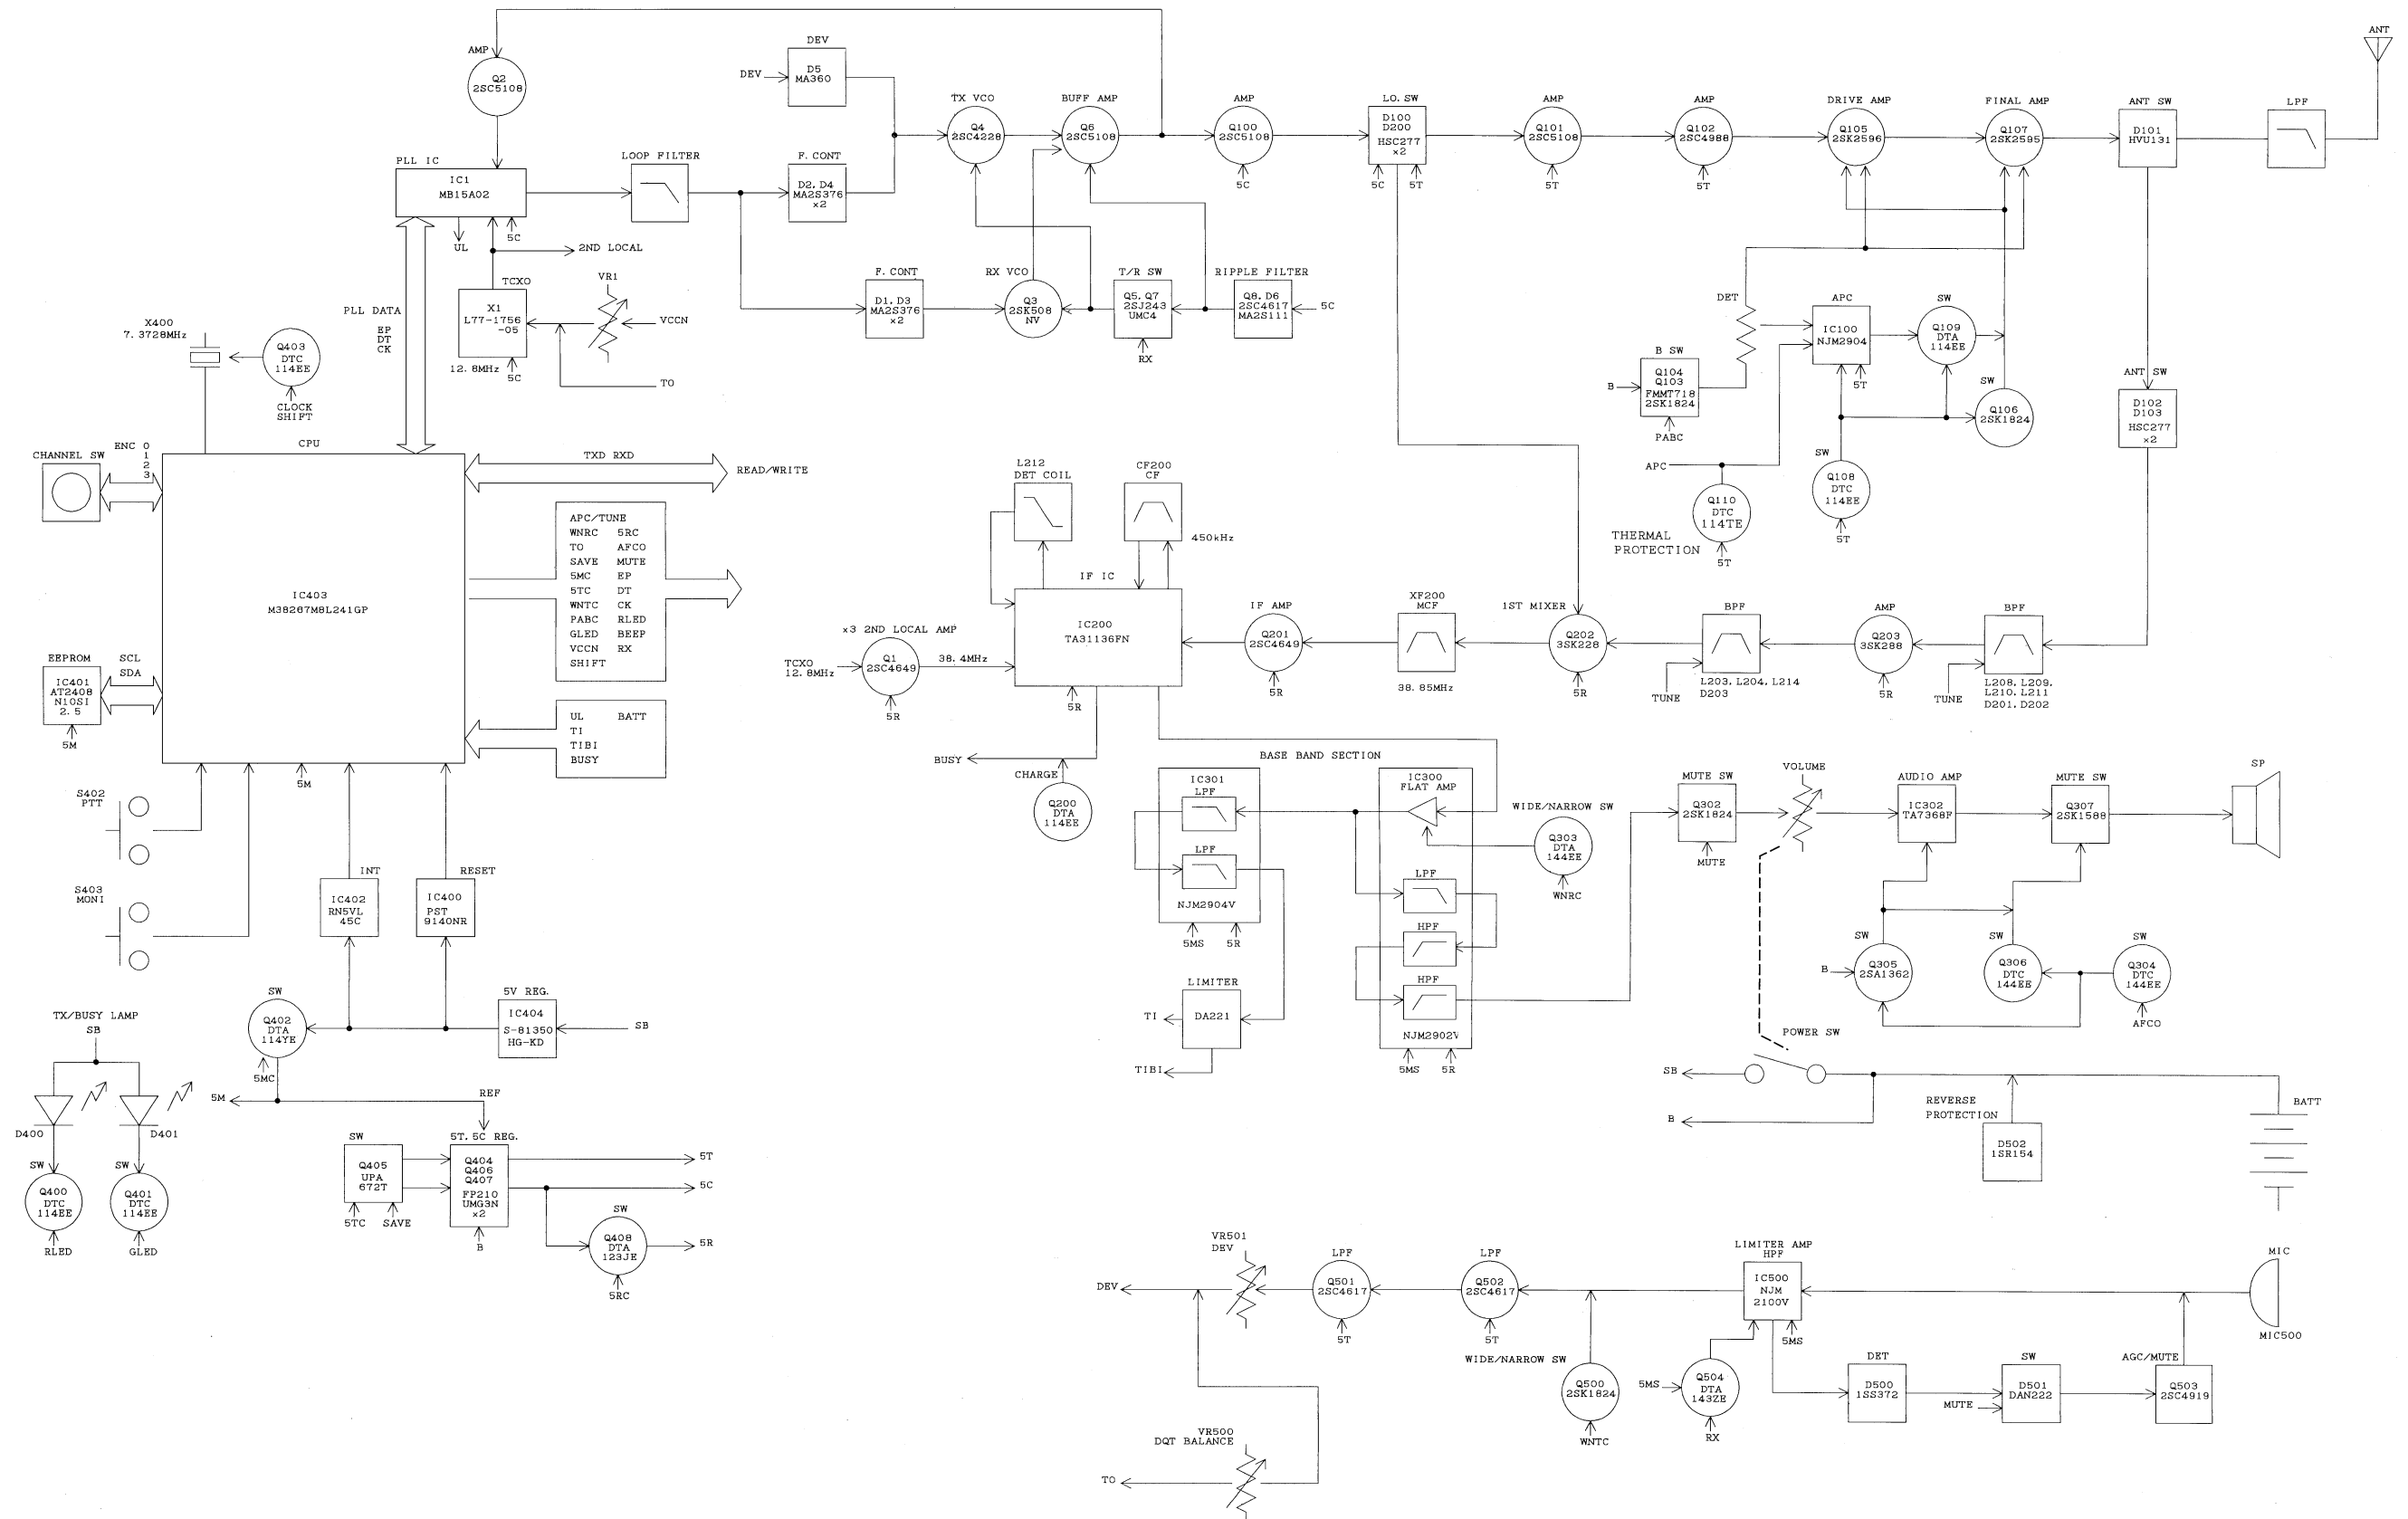 AMP
Q2
2SC5108
DEV
DEV
D5
MA360
TX VCO
Q4
2SC4228
BUFF AMP
Q6
2SC5108
AMP
Q100
2SC5108
5C
LO. SW
D100
D200
HSC277
×2
5C
5T
AMP
Q101
2SC5108
5T
AMP
Q102
2SC4988
5T
DRIVE AMP
Q105
2SK2596
FINAL AMP
Q107
2SK2595
ANT SW
D101
HVU131
LPF
ANT
PLL IC
IC1
MB15A02
UL
5C
2ND LOCAL
LOOP FILTER
F. CONT
D2, D4
MA2S376
×2
TCXO
X1
L77-1756
-05
12. 8MHz
5C
VR1
VCCN
TO
F. CONT
D1, D3
MA2S376
×2
RX VCO
Q3
2SK508
NV
T/R SW
Q5, Q7
2SJ243
UMC4
RX
RIPPLE FILTER
Q8, D6
2SC4617
MA2S111
5C
DET
APC
IC100
NJM2904
5T
SW
Q109
DTA
114EE
B SW
B
Q104
Q103
FMMT718
2SK1824
PABC
SW
Q106
2SK1824
ANT SW
D102
D103
HSC277
×2
APC
SW
Q108
DTC
114EE
5T
Q110
DTC
114TE
5T
THERMAL
PROTECTION
X400
7. 3728MHz
Q403
DTC
114EE
CLOCK
SHIFT
PLL DATA
EP
DT
CK
CHANNEL SW
ENC 0
1
2
3
CPU
IC403
M38267M8L241GP
TXD RXD
READ/WRITE
APC/TUNE
WNRC 5RC
TO AFCO
SAVE MUTE
5MC EP
5TC DT
WNTC CK
PABC RLED
GLED BEEP
VCCN RX
SHIFT
UL BATT
TI
TIBI
BUSY
EEPROM
IC401
AT2408
N10SI
2. 5
5M
SCL
SDA
5M
S402
PTT
S403
MONI
INT
IC402
RN5VL
45C
RESET
IC400
PST
9140NR
L212
DET COIL
CF200
CF
450kHz
IF IC
IC200
TA31136FN
5R
×3 2ND LOCAL AMP
TCXO
12. 8MHz
Q1
2SC4649
38. 4MHz
5R
IF AMP
Q201
2SC4649
5R
XF200
MCF
38. 85MHz
1ST MIXER
Q202
3SK228
5R
BPF
TUNE
L203, L204, L214
D203
AMP
Q203
3SK288
5R
BPF
TUNE
L208, L209,
L210, L211
D201, D202
BUSY
CHARGE
Q200
DTA
114EE
BASE BAND SECTION
IC301
LPF
LPF
NJM2904V
5MS
5R
IC300
FLAT AMP
LPF
HPF
HPF
NJM2902V
5MS
5R
WIDE/NARROW SW
Q303
DTA
144EE
WNRC
LIMITER
DA221
TI
TIBI
MUTE SW
Q302
2SK1824
MUTE
VOLUME
AUDIO AMP
IC302
TA7368F
MUTE SW
Q307
2SK1588
SP
SW
B
Q305
2SA1362
SW
Q306
DTC
144EE
SW
Q304
DTC
144EE
AFCO
POWER SW
SB
B
REVERSE
PROTECTION
D502
1SR154
BATT
TX/BUSY LAMP
SB
D400
D401
SW
Q400
DTC
114EE
RLED
SW
Q401
DTC
114EE
GLED
SW
Q402
DTA
114YE
5MC
5M
5V REG.
IC404
S-81350
HG-KD
SB
REF
SW
Q405
UPA
672T
5TC
SAVE
5T, 5C REG.
Q404
Q406
Q407
FP210
UMG3N
×2
B
5T
5C
SW
Q408
DTA
123JE
5RC
5R
DEV
VR501
DEV
LPF
Q501
2SC4617
5T
LPF
Q502
2SC4617
5T
WIDE/NARROW SW
Q500
2SK1824
WNTC
LIMITER AMP
HPF
IC500
NJM
2100V
5MS
5MS
Q504
DTA
143ZE
RX
DET
D500
1SS372
SW
D501
DAN222
MUTE
AGC/MUTE
Q503
2SC4919
MIC
MIC500
VR500
DQT BALANCE
TO